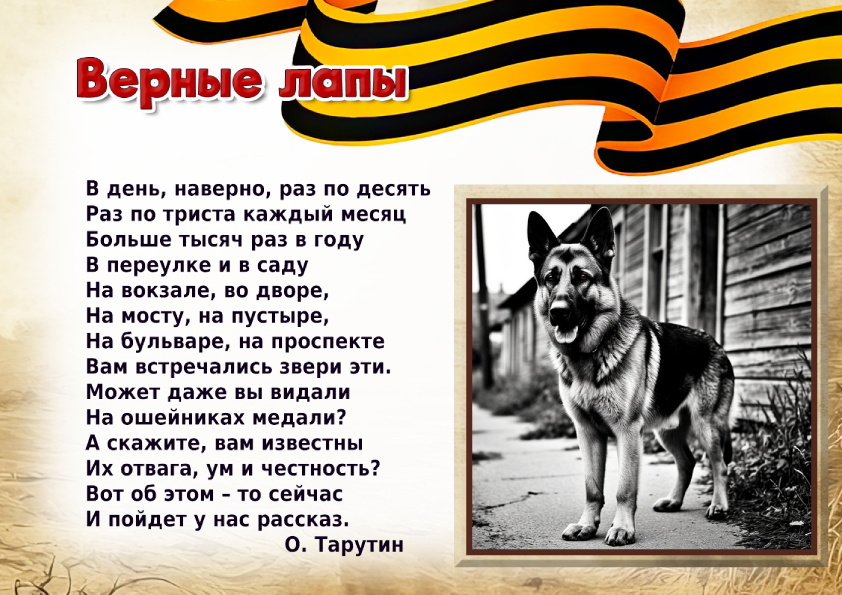 Верные лапы
В день, наверно, раз по десять
Раз по триста каждый месяц
Больше тысяч раз в году
В переулке и в саду
На вокзале, во дворе,
На мосту, на пустыре,
На бульваре, на проспекте
Вам встречались звери эти.
Может даже вы видали
На ошейниках медали?
А скажите, вам известны
Их отвага, ум и честность?
Вот об этом – то сейчас
И пойдет у нас рассказ.
О. Тарутин